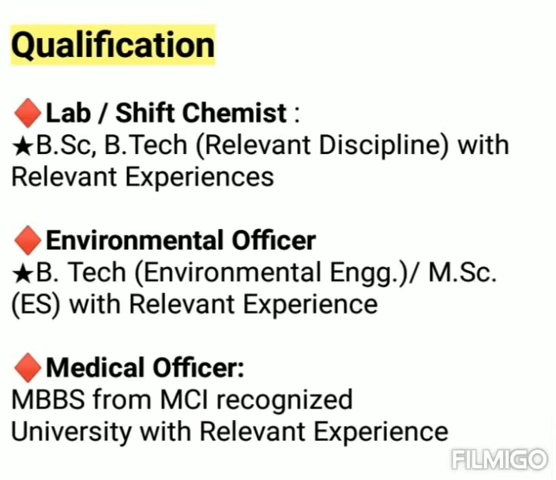 Qualification
♦Lab / Shift Chemist :
★B.Sc, B.Tech (Relevant Discipline) with
Relevant Experiences
♦Environmental Officer
★B. Tech (Environmental Engg.)/ M.Sc.
(ES) with Relevant Experience
♦Medical Officer:
MBBS from MCI recognized
University with Relevant Experience
FILMIGO